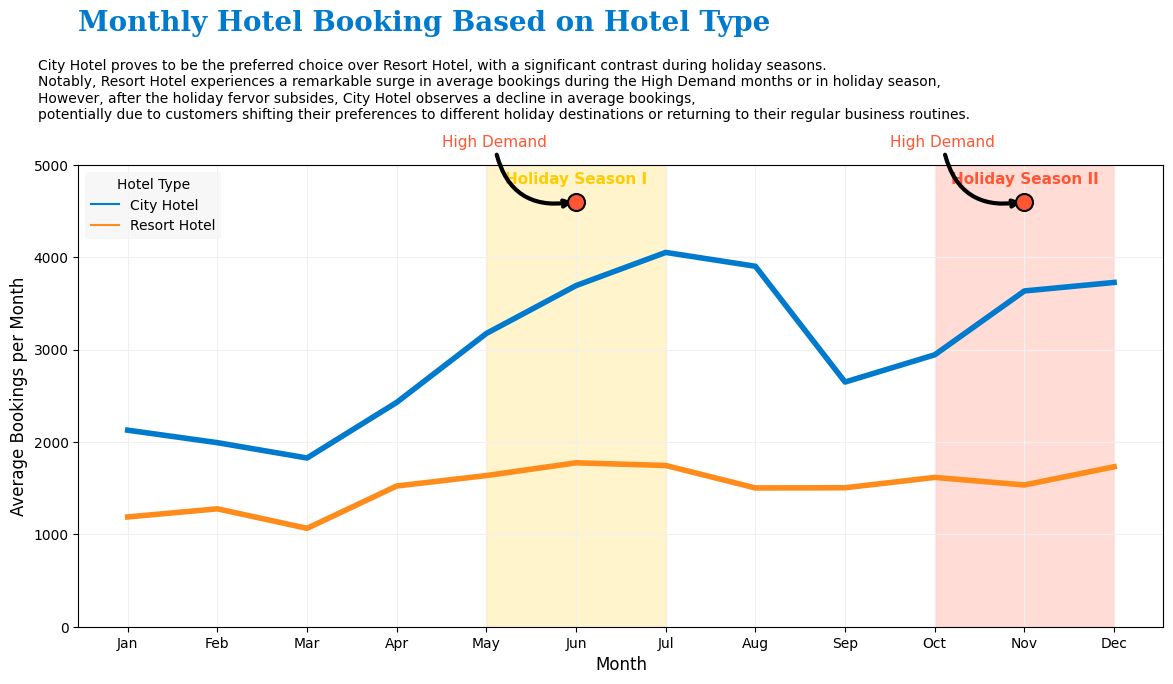 Monthly Hotel Booking Based on Hotel Type
City Hotel proves to be the preferred choice over Resort Hotel, with a significant contrast during holiday seasons.
Notably, Resort Hotel experiences a remarkable surge in average bookings during the High Demand months or in holiday season,
However, after the holiday fervor subsides, City Hotel observes a decline in average bookings,
potentially due to customers shifting their preferences to different holiday destinations or returning to their regular business routines.
High Demand
High Demand
Holiday Season I
Holiday Season II
Hotel Type
City Hotel
Resort Hotel
Average Bookings per Month
5000
4000
3000
2000
1000
0
Jan Feb Mar Apr May Jun Jul Aug Sep Oct Nov Dec
Month